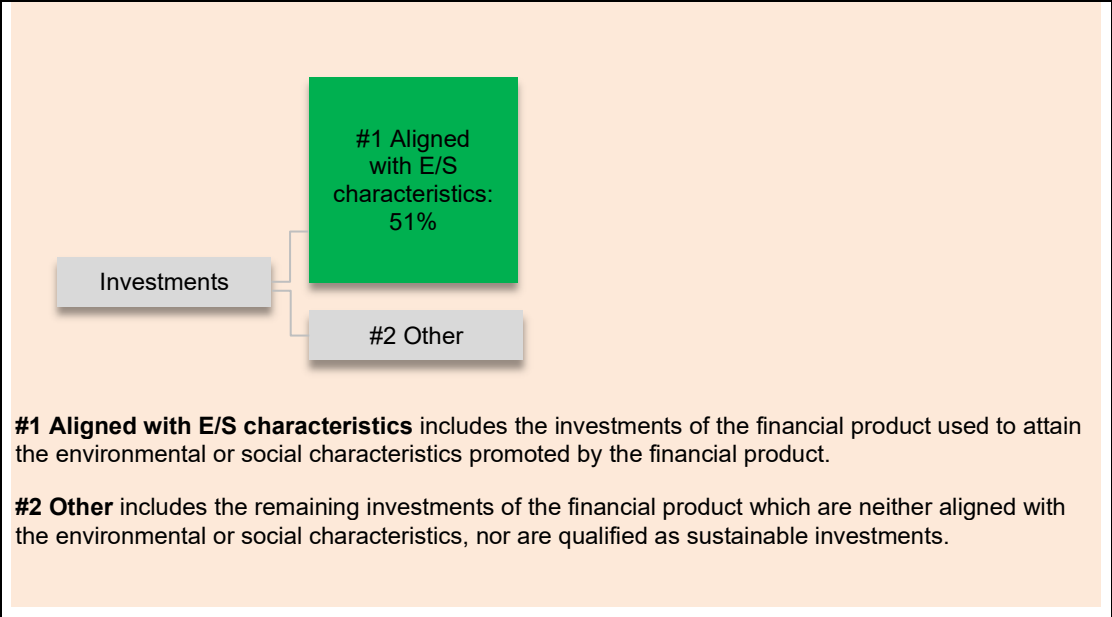 #1 Aligned
with E/S
characteristics:
51%
Investments
#2 Other
#1 Aligned with E/S characteristics includes the investments of the financial product used to attain
the environmental or social characteristics promoted by the financial product.
#2 Other includes the remaining investments of the financial product which are neither aligned with
the environmental or social characteristics, nor are qualified as sustainable investments.